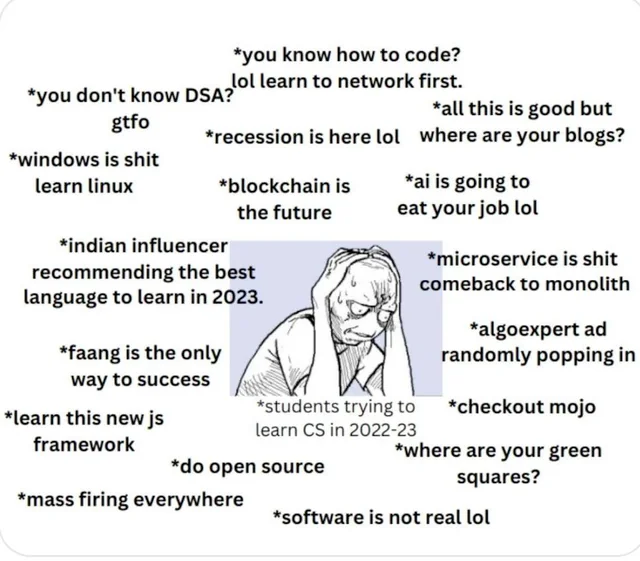 *you know how to code?
lol learn to network first.
*you don't know DSA?
gtfo
*all this is good but
where are your blogs?
*recession is here lol
*windows is shit
learn linux
*blockchain is
the future
*ai is going to
eat your job lol
*indian influencer
recommending the best
language to learn in 2023.
*microservice is shit
comeback to monolith
*algoexpert ad
randomly popping in
*faang is the only
way to success
*students trying to
learn CS in 2022-23
*checkout mojo
*learn this new js
framework
*where are your green
squares?
*do open source
*mass firing everywhere
*software is not real lol